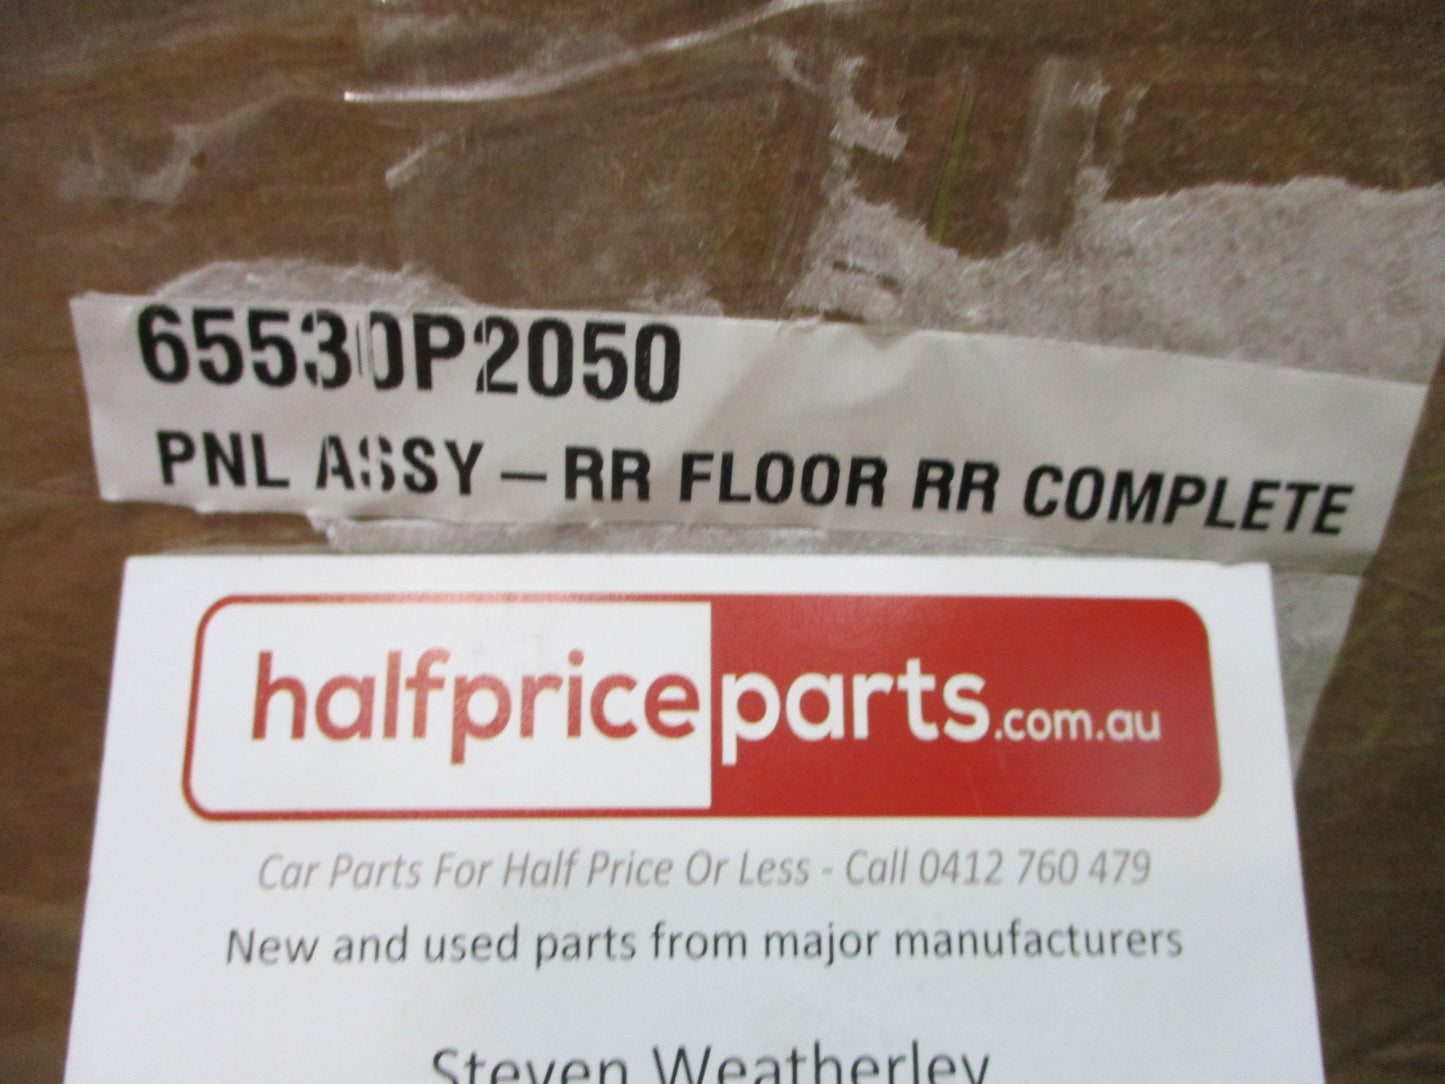 65530P2050
PNL ASSY – RR FLOOR RR COMPLETE
halfpriceparts.com.au
Car Parts For Half Price Or Less - Call 0412 760 479
New and used parts from major manufacturers
Steven Weatherley